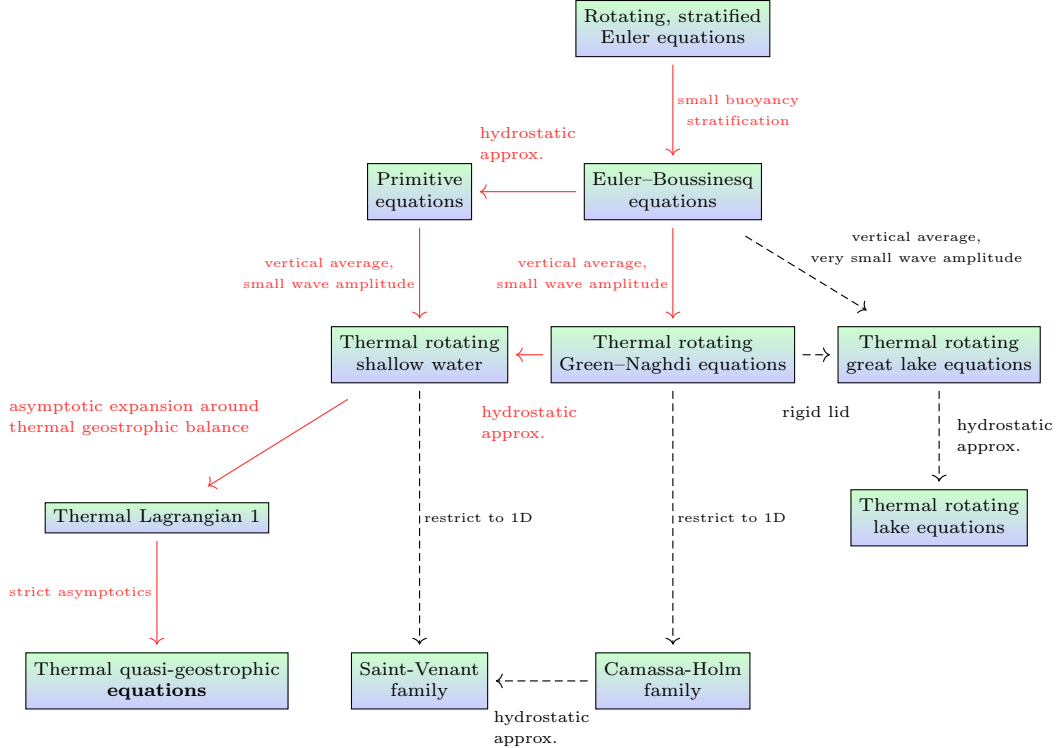 Rotating, stratified
Euler equations
small buoyancy
stratification
hydrostatic
approx.
Primitive
equations
Euler–Boussinesq
equations
vertical average,
small wave amplitude
vertical average,
small wave amplitude
vertical average,
very small wave amplitude
Thermal rotating
shallow water
Thermal rotating
Green–Naghdi equations
Thermal rotating
great lake equations
asymptotic expansion around
thermal geostrophic balance
hydrostatic
approx.
rigid lid
hydrostatic
approx.
Thermal Lagrangian 1
restrict to 1D
restrict to 1D
Thermal rotating
lake equations
strict asymptotics
Thermal quasi-geostrophic
equations
Saint-Venant
family
Camassa-Holm
family
hydrostatic
approx.